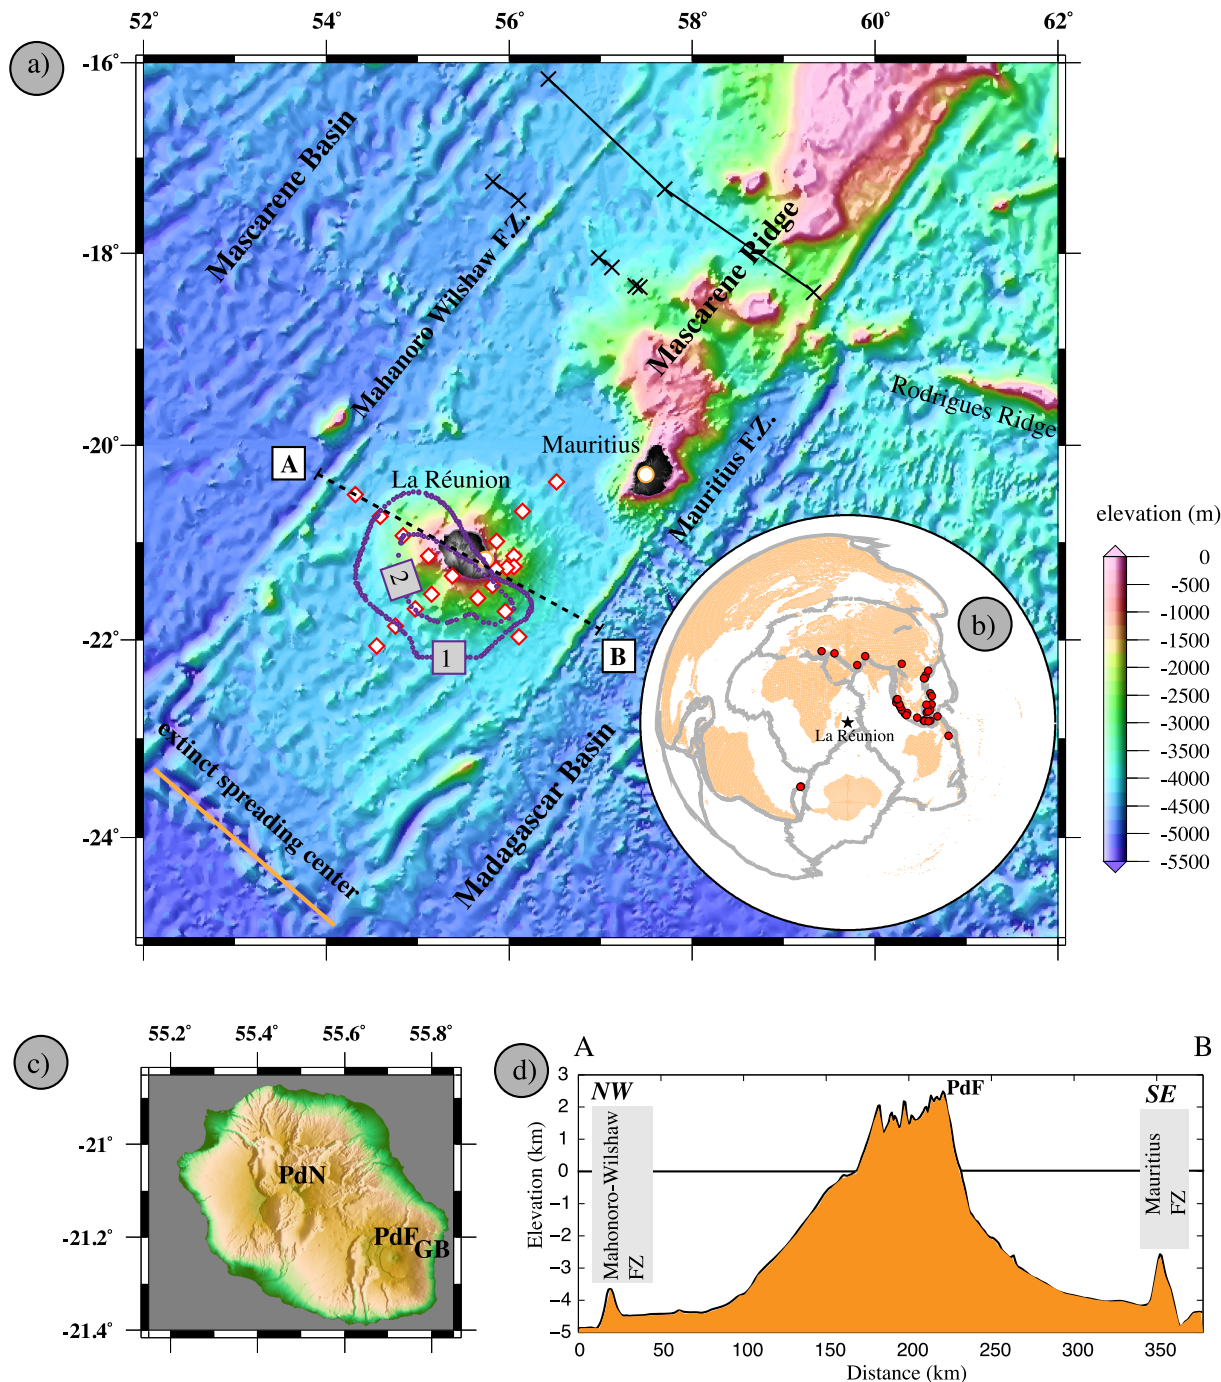 52° 54° 56° 58° 60° 62°
a)
-16°
-18°
-20°
-22°
-24°
Mascarene Basin
Mahanoro Wilshaw F.Z.
Mascarene Ridge
Rodrigues Ridge
Mauritius
Mauritius F.Z.
A
La Réunion
2
1
B
extinct spreading center
Madagascar Basin
b)
La Réunion
elevation (m)
0
-500
-1000
-1500
-2000
-2500
-3000
-3500
-4000
-4500
-5000
-5500
c)
55.2° 55.4° 55.6° 55.8°
-21°
-21.2°
-21.4°
PdN
PdF
GB
d)
A B
NW
SE
PdF
Mahonoro-Wilshaw
FZ
Mauritius
FZ
Elevation (km)
3
2
1
0
−1
−2
−3
−4
−5
0 50 100 150 200 250 300 350
Distance (km)